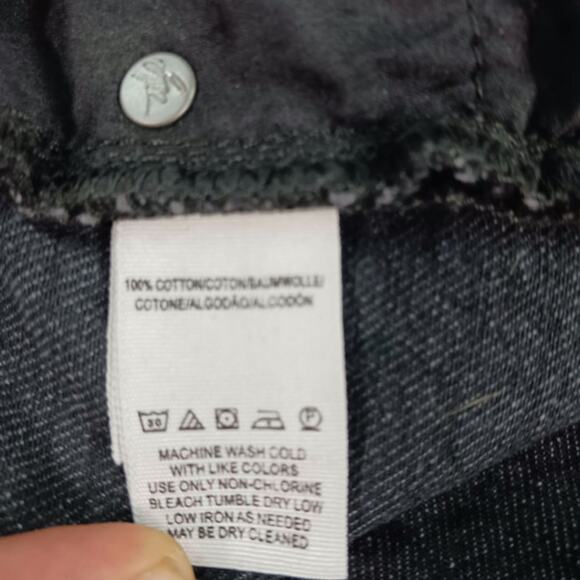 100% COTTON/COTON/BAUMWOLLE/
COTONE/ALGODÃO/ALGODÓN
30
P
MACHINE WASH COLD
WITH LIKE COLORS
USE ONLY NON-CHLORINE
BLEACH TUMBLE DRY LOW
LOW IRON AS NEEDED
MAY BE DRY CLEANED